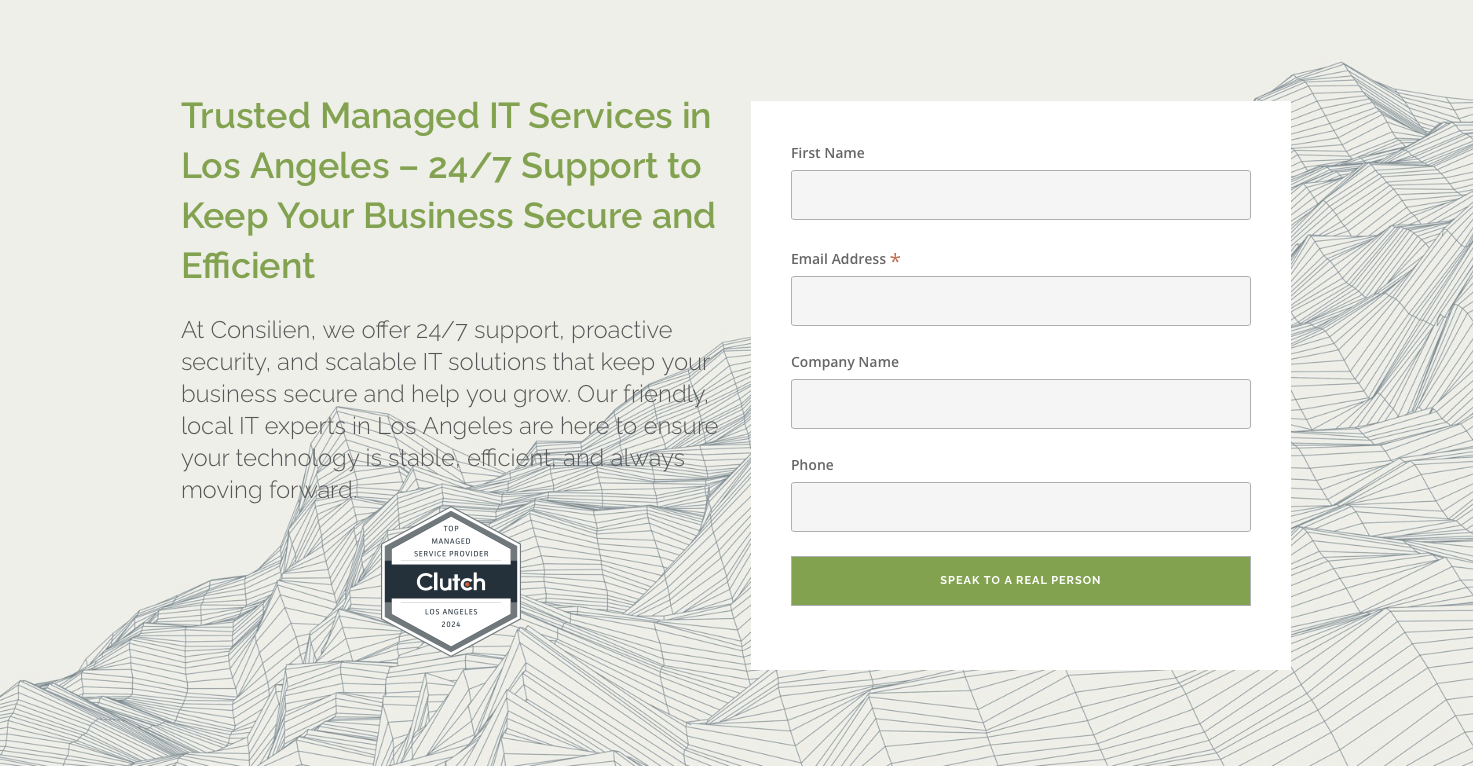 Trusted Managed IT Services in
Los Angeles – 24/7 Support to
Keep Your Business Secure and
Efficient
At Consilien, we offer 24/7 support, proactive
security, and scalable IT solutions that keep your
business secure and help you grow. Our friendly,
local IT experts in Los Angeles are here to ensure
your technology is stable, efficient, and always
moving forward.
TOP
MANAGED
SERVICE PROVIDER
Clutch
LOS ANGELES
2024
First Name
Email Address *
Company Name
Phone
SPEAK TO A REAL PERSON